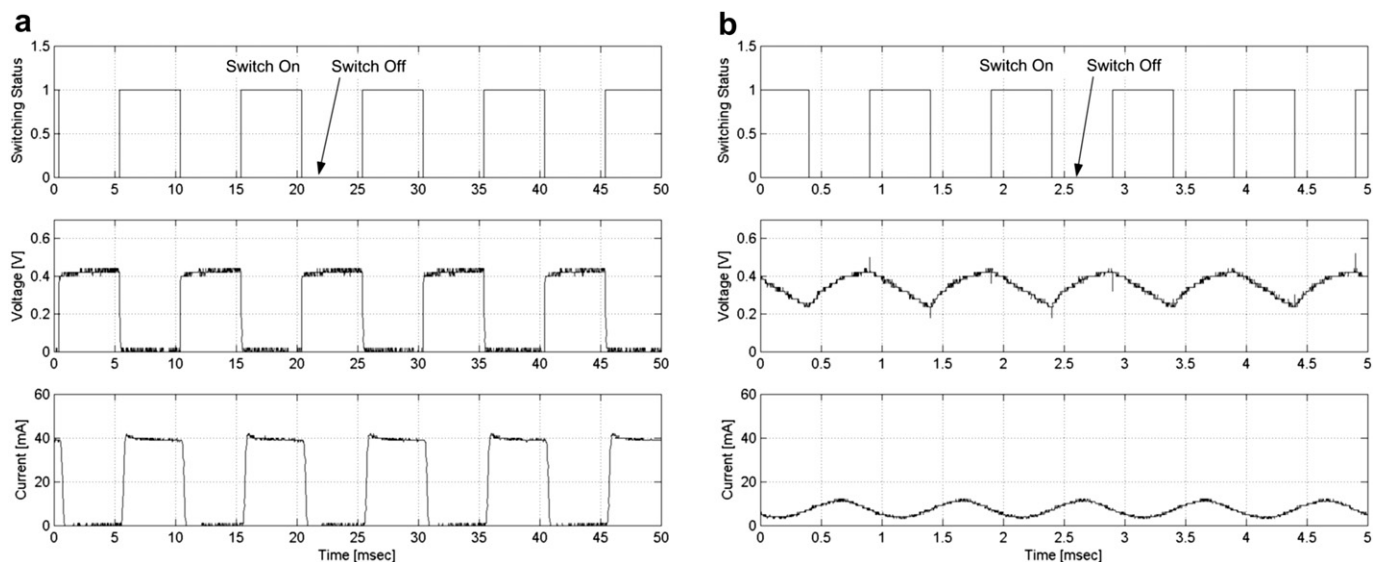 a
Switching Status
1.5
1
0.5
0
Switch On
Switch Off
0 5 10 15 20 25 30 35 40 45 50
Voltage [V]
0.6
0.4
0.2
0
0 5 10 15 20 25 30 35 40 45 50
Current [mA]
60
40
20
0
0 5 10 15 20 25 30 35 40 45 50
Time [msec]
b
Switching Status
1.5
1
0.5
0
Switch On
Switch Off
0 0.5 1 1.5 2 2.5 3 3.5 4 4.5 5
Voltage [V]
0.6
0.4
0.2
0
0 0.5 1 1.5 2 2.5 3 3.5 4 4.5 5
Current [mA]
60
40
20
0
0 0.5 1 1.5 2 2.5 3 3.5 4 4.5 5
Time [msec]